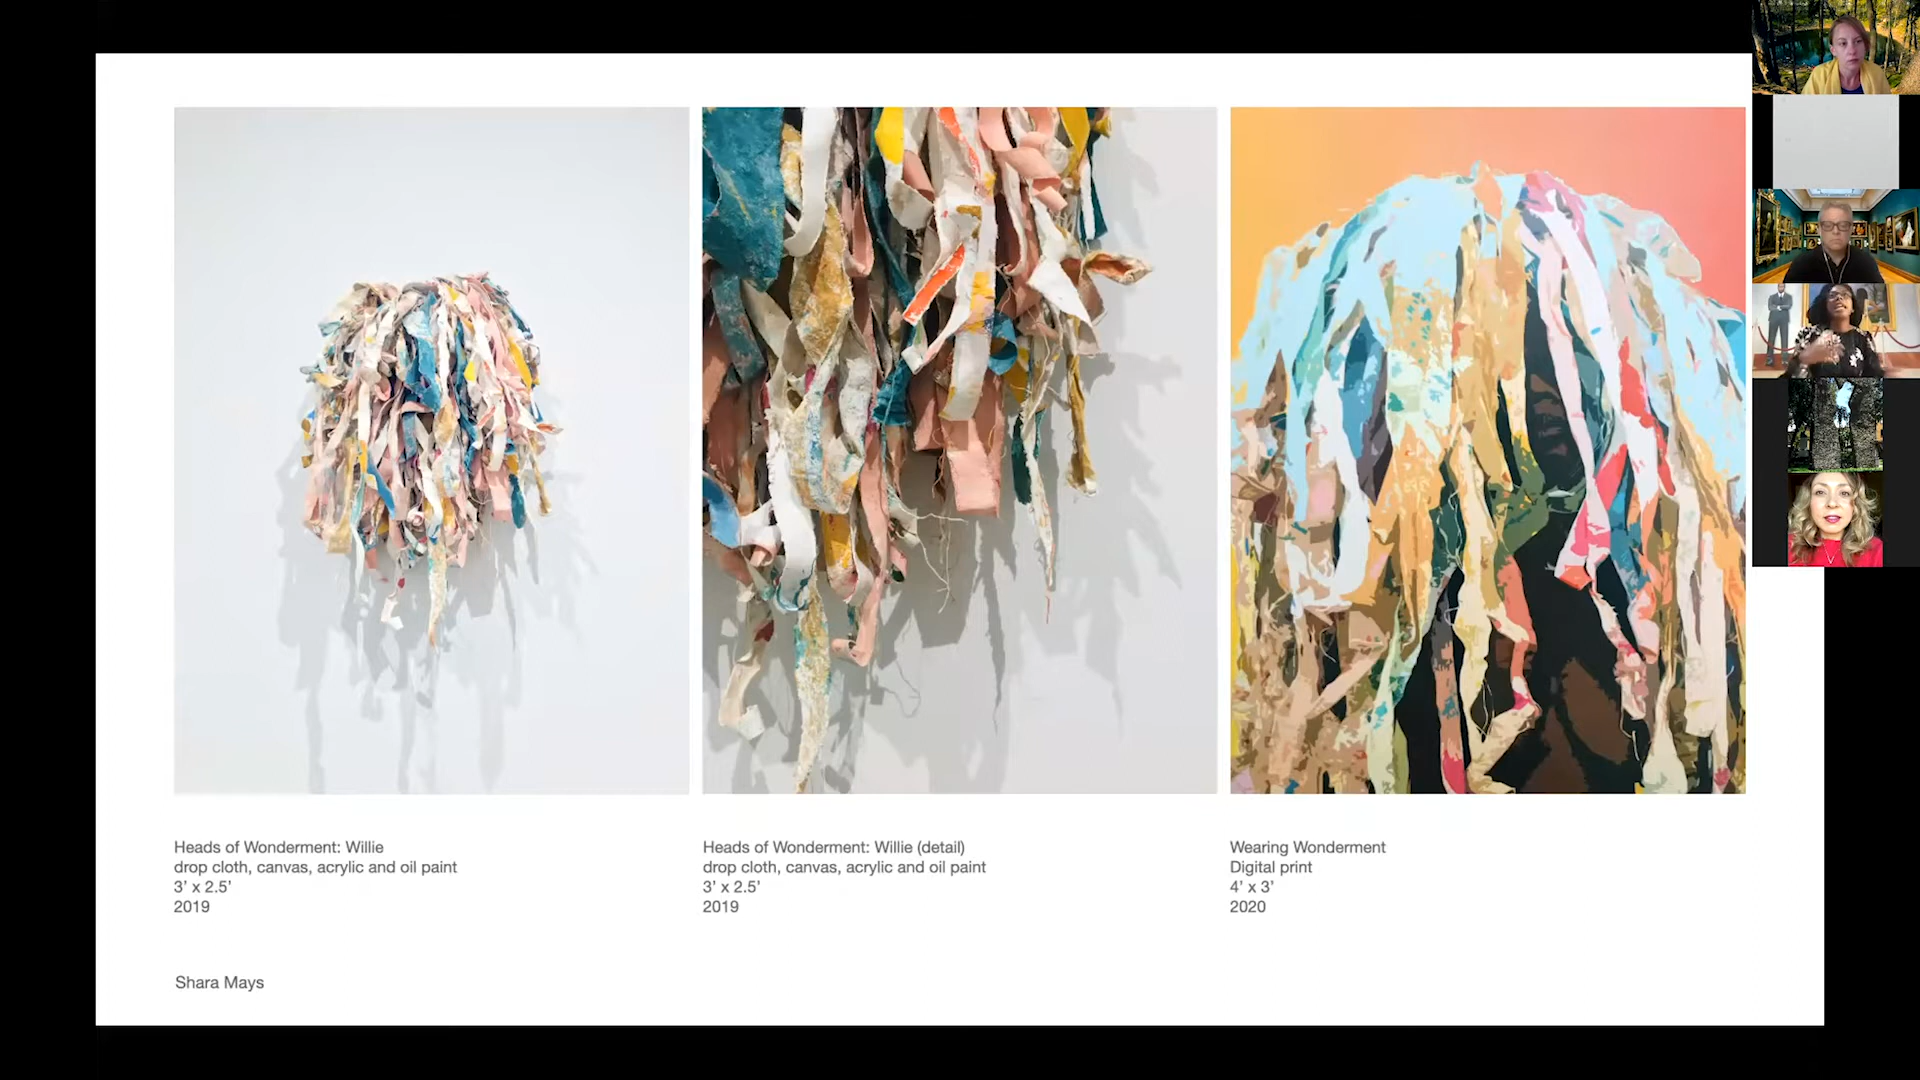 Heads of Wonderment: Willie
drop cloth, canvas, acrylic and oil paint
3’ x 2.5’
2019
Heads of Wonderment: Willie (detail)
drop cloth, canvas, acrylic and oil paint
3’ x 2.5’
2019
Wearing Wonderment
Digital print
4’ x 3’
2020
Shara Mays